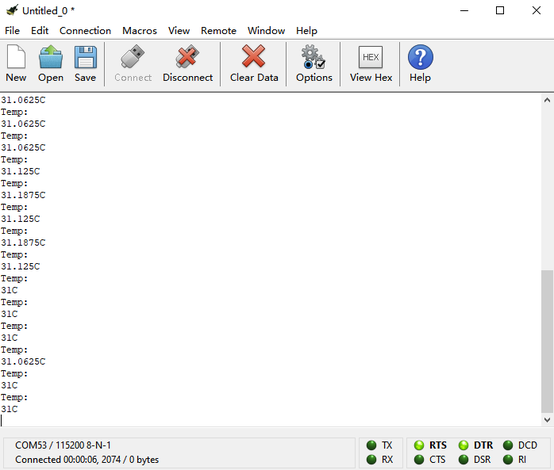 Untitled_0 *
File Edit Connection Macros View Remote Window Help
HEX
New Open Save Connect Disconnect Clear Data Options View Hex Help
31.0625C
Temp:
31.0625C
Temp:
31.0625C
Temp:
31.125C
Temp:
31.1875C
Temp:
31.125C
Temp:
31.1875C
Temp:
31.125C
Temp:
31C
Temp:
31C
Temp:
31C
Temp:
31.0625C
Temp:
31C
Temp:
31C
COM53 / 115200 8-N-1 TX RTS DTR DCD
Connected 00:00:06, 2074 / 0 bytes RX CTS DSR RI